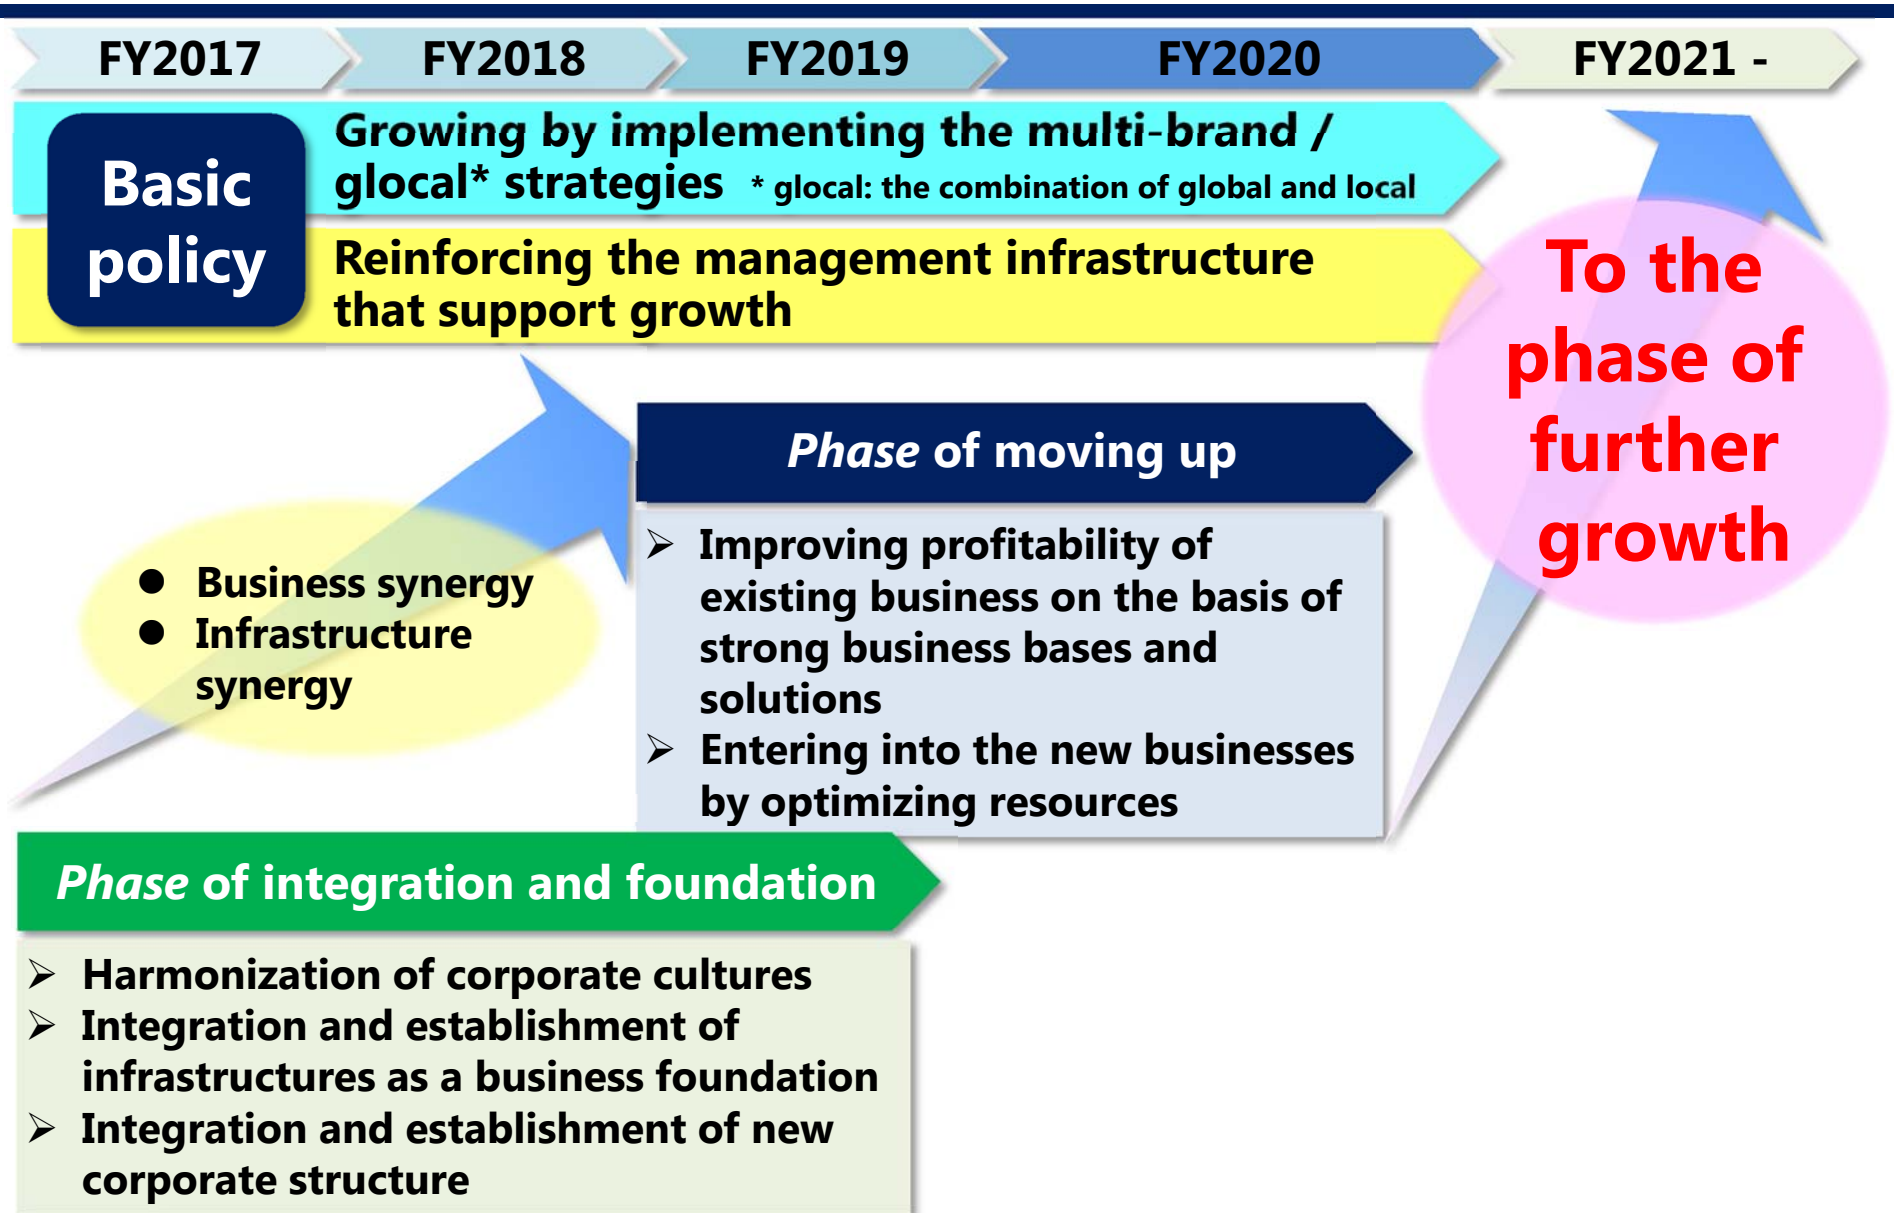 FY2017
FY2018
FY2019
FY2020
FY2021 -
Basic
policy
Growing by implementing the multi-brand /
glocal* strategies * glocal: the combination of global and local
Reinforcing the management infrastructure
that support growth
To the
phase of
further
growth
Phase of moving up
➢ Improving profitability of
existing business on the basis of
strong business bases and
solutions
➢ Entering into the new businesses
by optimizing resources
● Business synergy
● Infrastructure
synergy
Phase of integration and foundation
➢ Harmonization of corporate cultures
➢ Integration and establishment of
infrastructures as a business foundation
➢ Integration and establishment of new
corporate structure